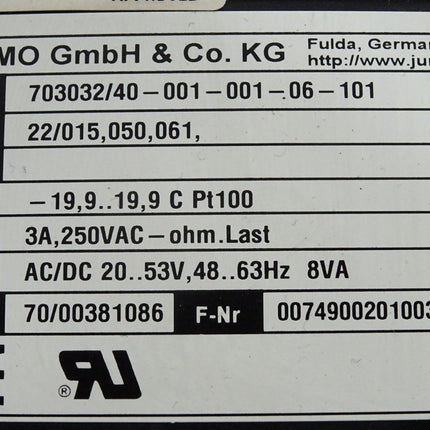 MO GmbH & Co. KG
Fulda, German
http://www.jum
703032/40-001-001-06-101
22/015,050,061,
-19,9..19,9 C Pt100
3A,250VAC-ohm.Last
AC/DC 20..53V,48..63Hz 8VA
70/00381086 F-Nr 0074900201003
®